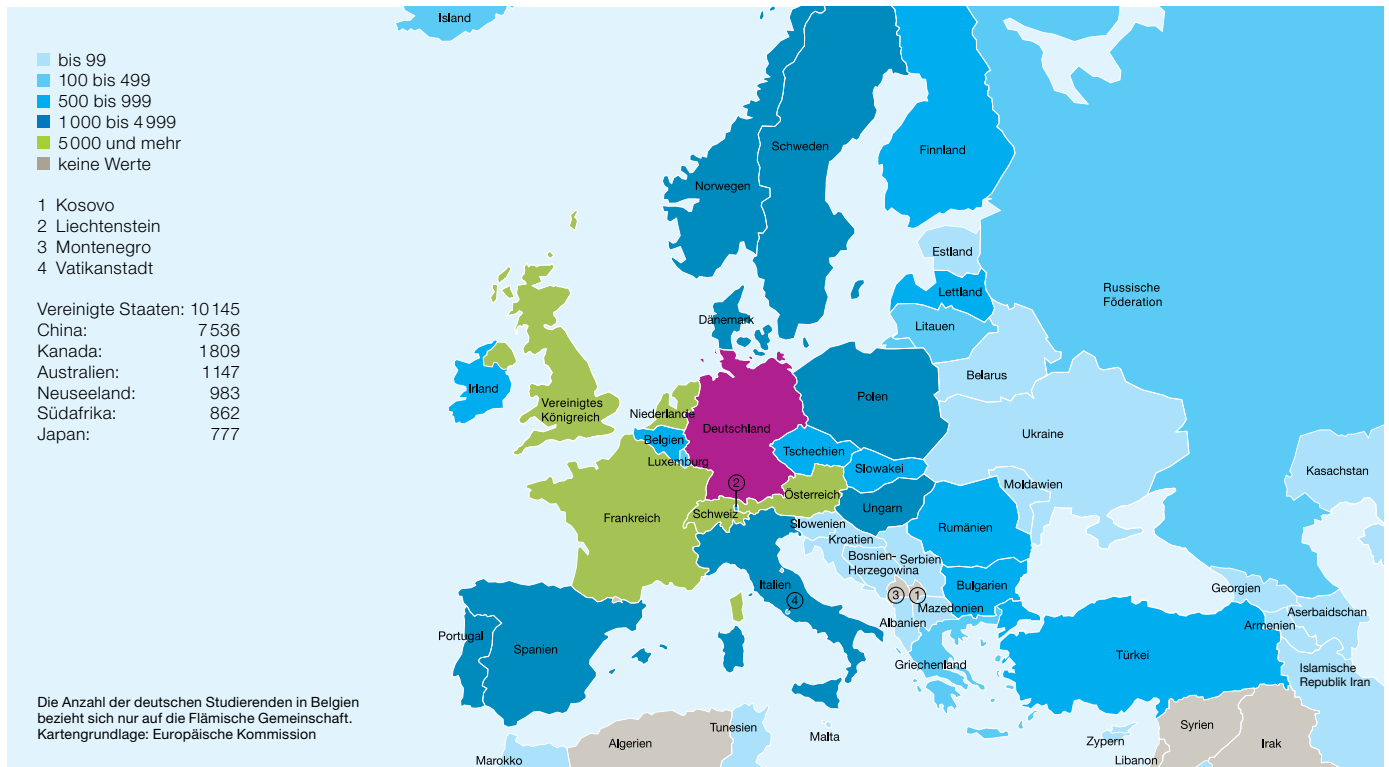 Island
bis 99
100 bis 499
500 bis 999
1 000 bis 4 999
5 000 und mehr
keine Werte
1 Kosovo
2 Liechtenstein
3 Montenegro
4 Vatikanstadt
Vereinigte Staaten: 10 145
China: 7 536
Kanada: 1 809
Australien: 1 147
Neuseeland: 983
Südafrika: 862
Japan: 777
Schweden
Finnland
Norwegen
Estland
Russische
Föderation
Lettland
Dänemark
Litauen
Belarus
Irland
Vereinigtes
Königreich
Niederlande
Deutschland
Polen
Belgien
Luxemburg
Tschechien
Slowakei
Ukraine
Kasachstan
2
Österreich
Moldawien
Frankreich
Schweiz
Ungarn
Slowenien
Rumänien
Kroatien
Bosnien-
Herzegowina
Serbien
Italien
4
3
1
Bulgarien
Georgien
Mazedonien
Aserbaidschan
Albanien
Armenien
Portugal
Spanien
Türkei
Griechenland
Islamische
Republik Iran
Die Anzahl der deutschen Studierenden in Belgien
bezieht sich nur auf die Flämische Gemeinschaft.
Kartengrundlage: Europäische Kommission
Marokko
Algerien
Tunesien
Malta
Zypern
Syrien
Libanon
Irak